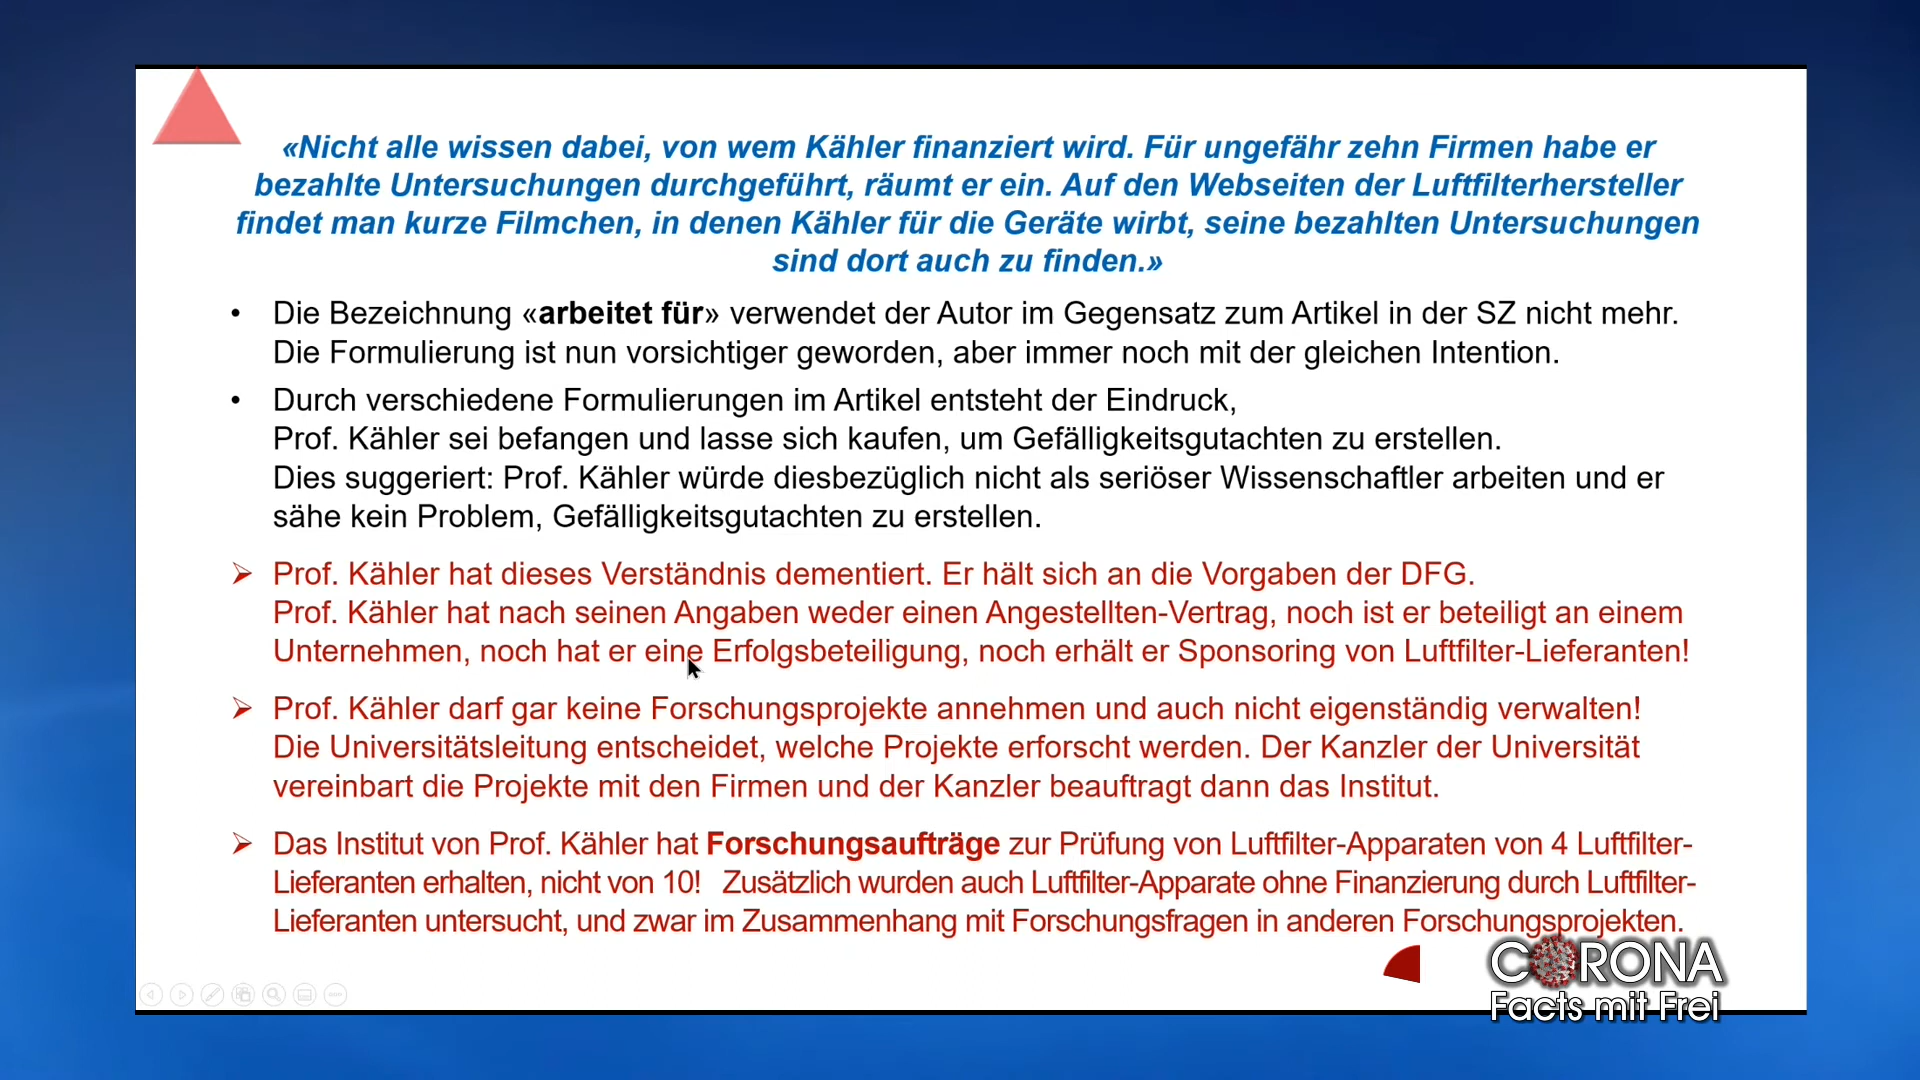 «Nicht alle wissen dabei, von wem Kähler finanziert wird. Für ungefähr zehn Firmen habe er
bezahlte Untersuchungen durchgeführt, räumt er ein. Auf den Webseiten der Luftfilterhersteller
findet man kurze Filmchen, in denen Kähler für die Geräte wirbt, seine bezahlten Untersuchungen
sind dort auch zu finden.»
• Die Bezeichnung «arbeitet für» verwendet der Autor im Gegensatz zum Artikel in der SZ nicht mehr.
Die Formulierung ist nun vorsichtiger geworden, aber immer noch mit der gleichen Intention.
• Durch verschiedene Formulierungen im Artikel entsteht der Eindruck,
Prof. Kähler sei befangen und lasse sich kaufen, um Gefälligkeitsgutachten zu erstellen.
Dies suggeriert: Prof. Kähler würde diesbezüglich nicht als seriöser Wissenschaftler arbeiten und er
sähe kein Problem, Gefälligkeitsgutachten zu erstellen.
➢ Prof. Kähler hat dieses Verständnis dementiert. Er hält sich an die Vorgaben der DFG.
Prof. Kähler hat nach seinen Angaben weder einen Angestellten-Vertrag, noch ist er beteiligt an einem
Unternehmen, noch hat er eine Erfolgsbeteiligung, noch erhält er Sponsoring von Luftfilter-Lieferanten!
➢ Prof. Kähler darf gar keine Forschungsprojekte annehmen und auch nicht eigenständig verwalten!
Die Universitätsleitung entscheidet, welche Projekte erforscht werden. Der Kanzler der Universität
vereinbart die Projekte mit den Firmen und der Kanzler beauftragt dann das Institut.
➢ Das Institut von Prof. Kähler hat Forschungsaufträge zur Prüfung von Luftfilter-Apparaten von 4 Luftfilter-
Lieferanten erhalten, nicht von 10! Zusätzlich wurden auch Luftfilter-Apparate ohne Finanzierung durch Luftfilter-
Lieferanten untersucht, und zwar im Zusammenhang mit Forschungsfragen in anderen Forschungsprojekten.
CORONA
Facts mit Frei